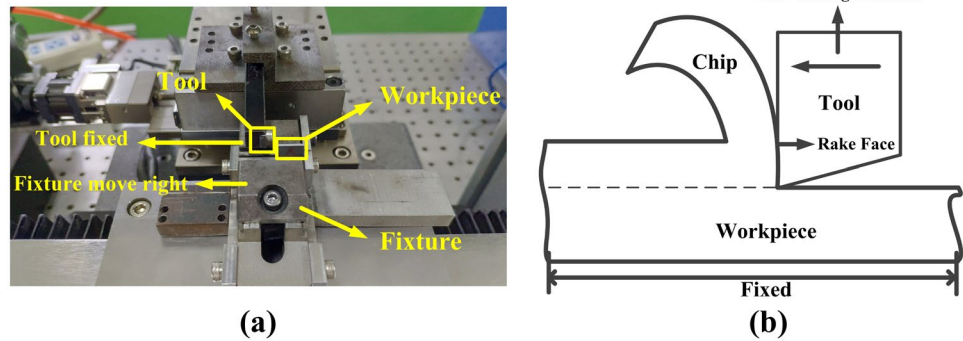 Tool
Workpiece
Tool fixed
Fixture move right
Fixture
(a)
Chip
Tool
Rake Face
Workpiece
Fixed
(b)